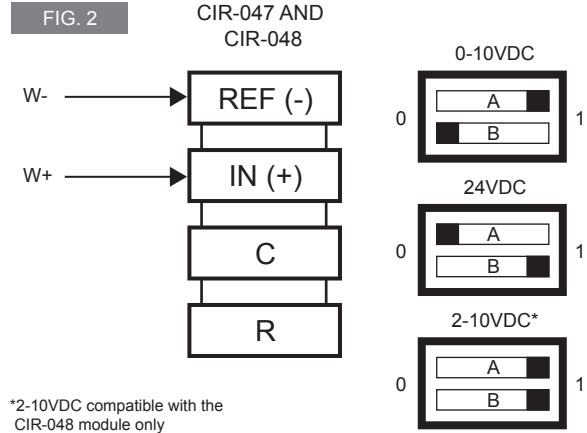 FIG. 2
CIR-047 AND
CIR-048
W-
REF (-)
W+
IN (+)
C
R
0-10VDC
0
A
B
1
24VDC
0
A
B
1
2-10VDC*
0
A
B
1
*2-10VDC compatible with the
CIR-048 module only